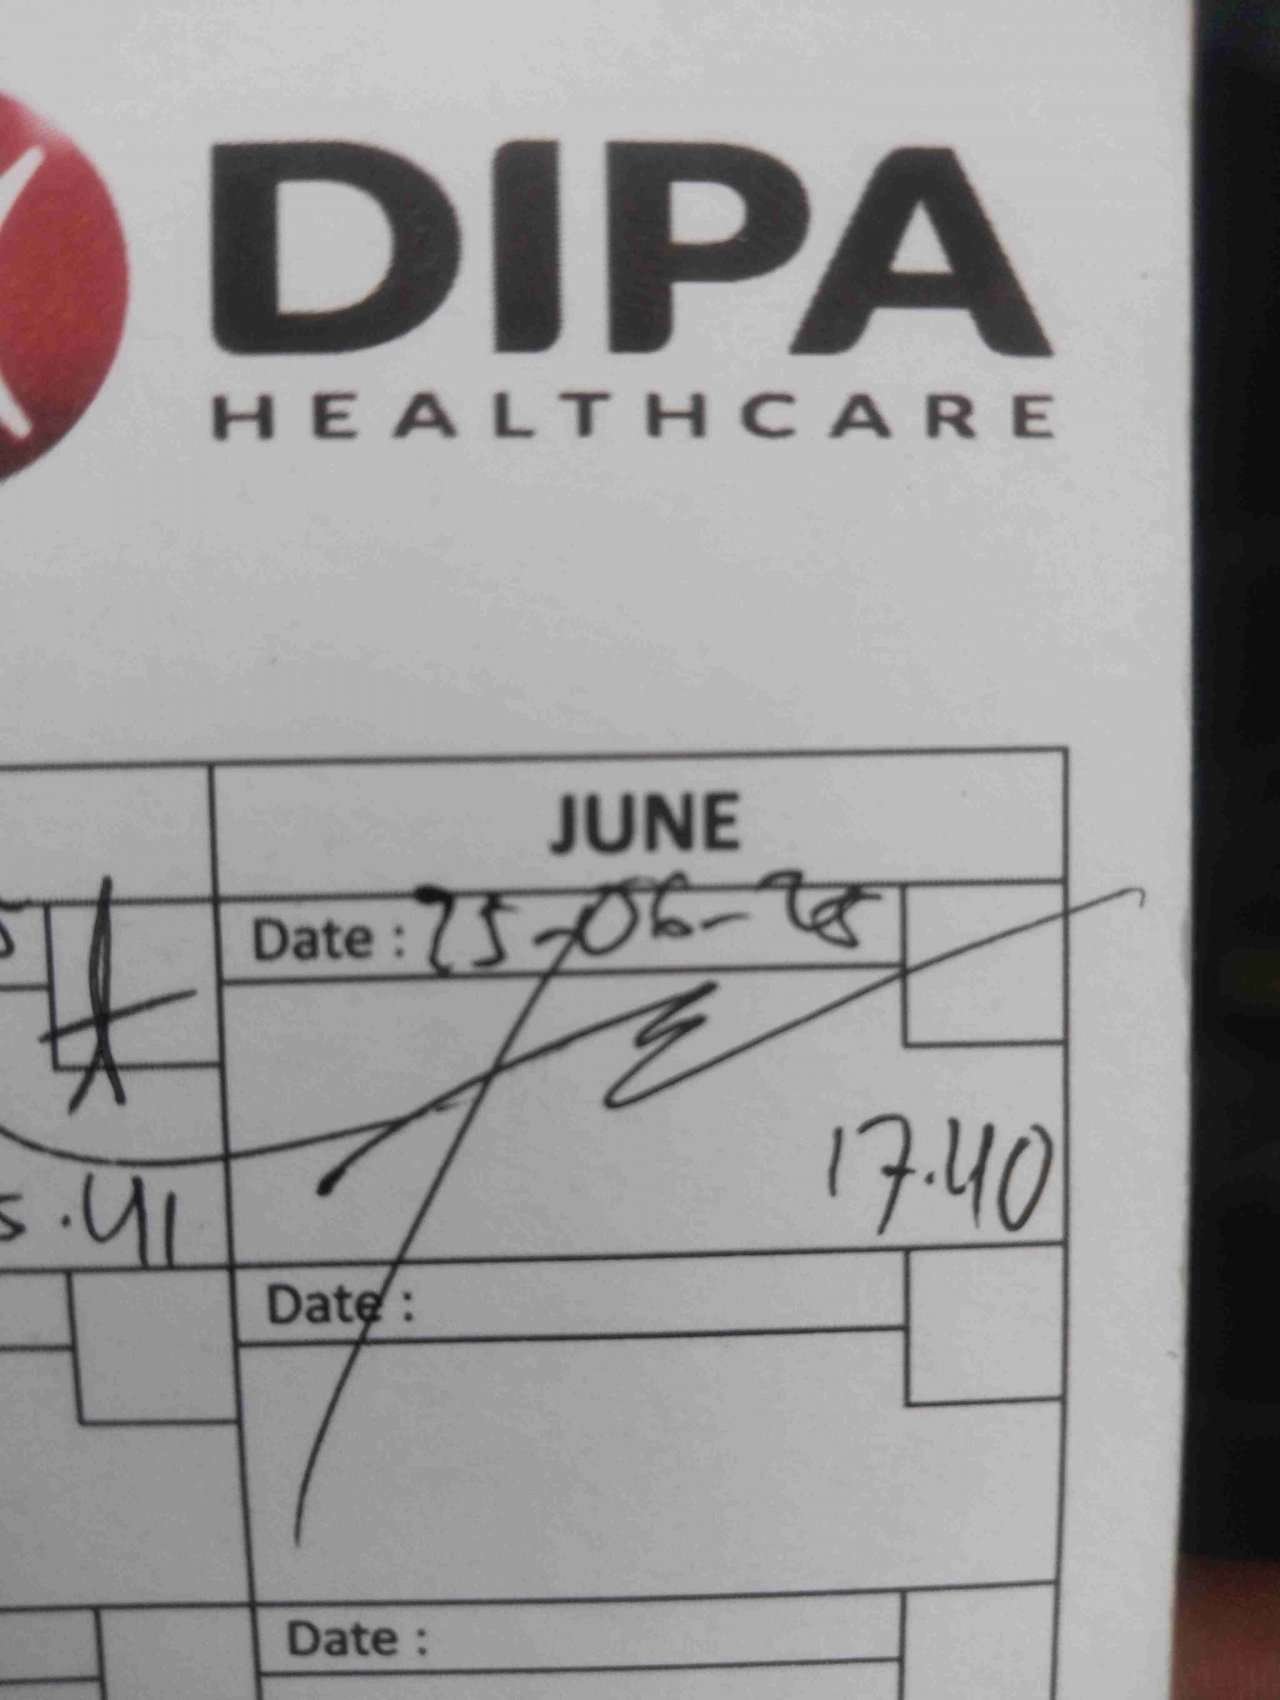 DIPA
HEALTHCARE
JUNE
Date : 25-06-25
17.40
.41
Date :
Date :